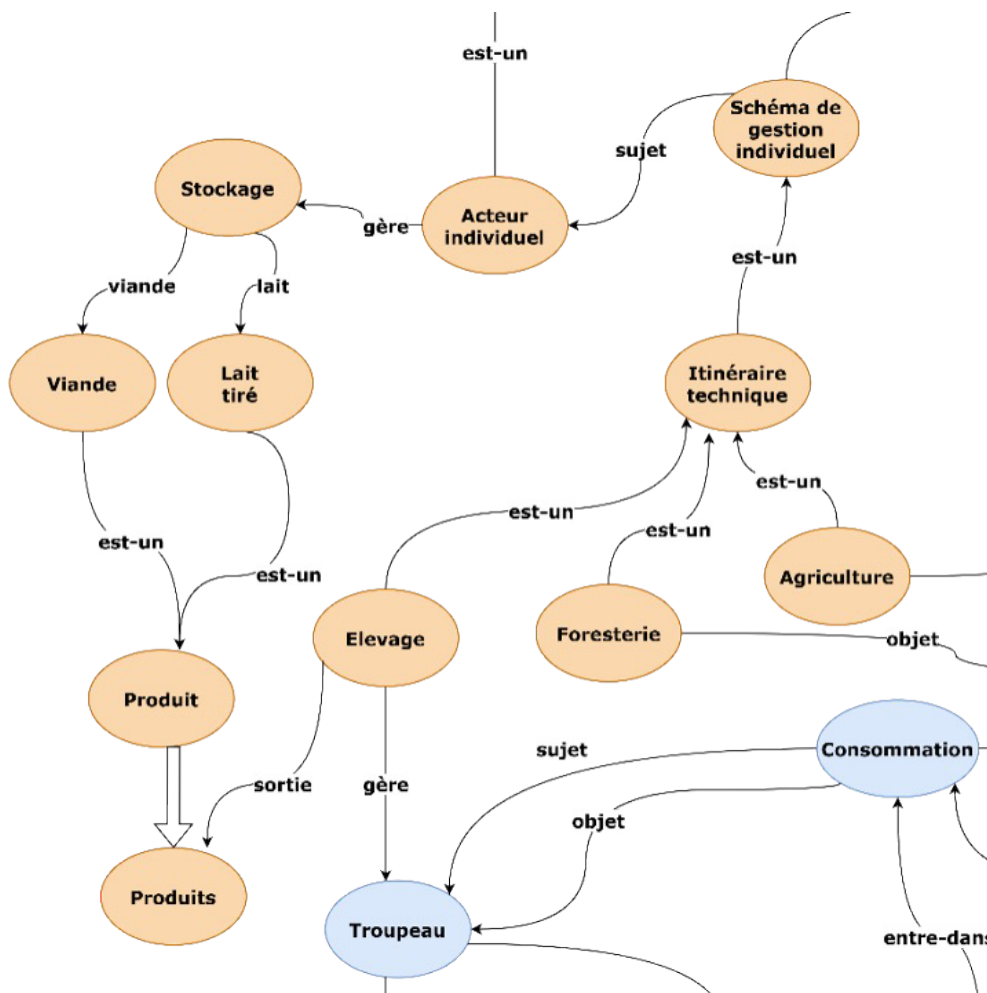 est-un
Schéma de
gestion
individuel
sujet
Stockage
Acteur
individuel
gère
est-un
viande
lait
Viande
Lait
tiré
Itinéraire
technique
est-un
est-un
est-un
est-un
est-un
Agriculture
Elevage
Foresterie
objet
Produit
sujet
Consommation
sortie
gère
objet
Produits
Troupeau
entre-dans